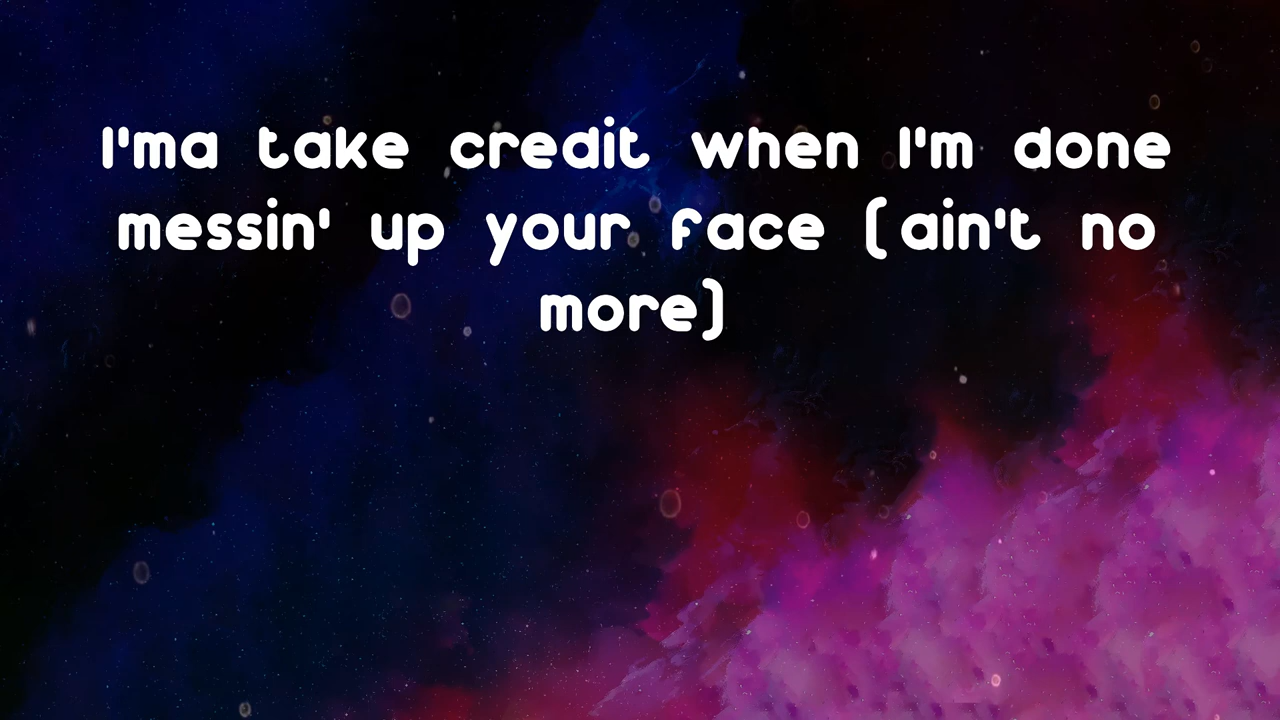 I'ma take credit when I'm done
messin' up your face (ain't no
more)